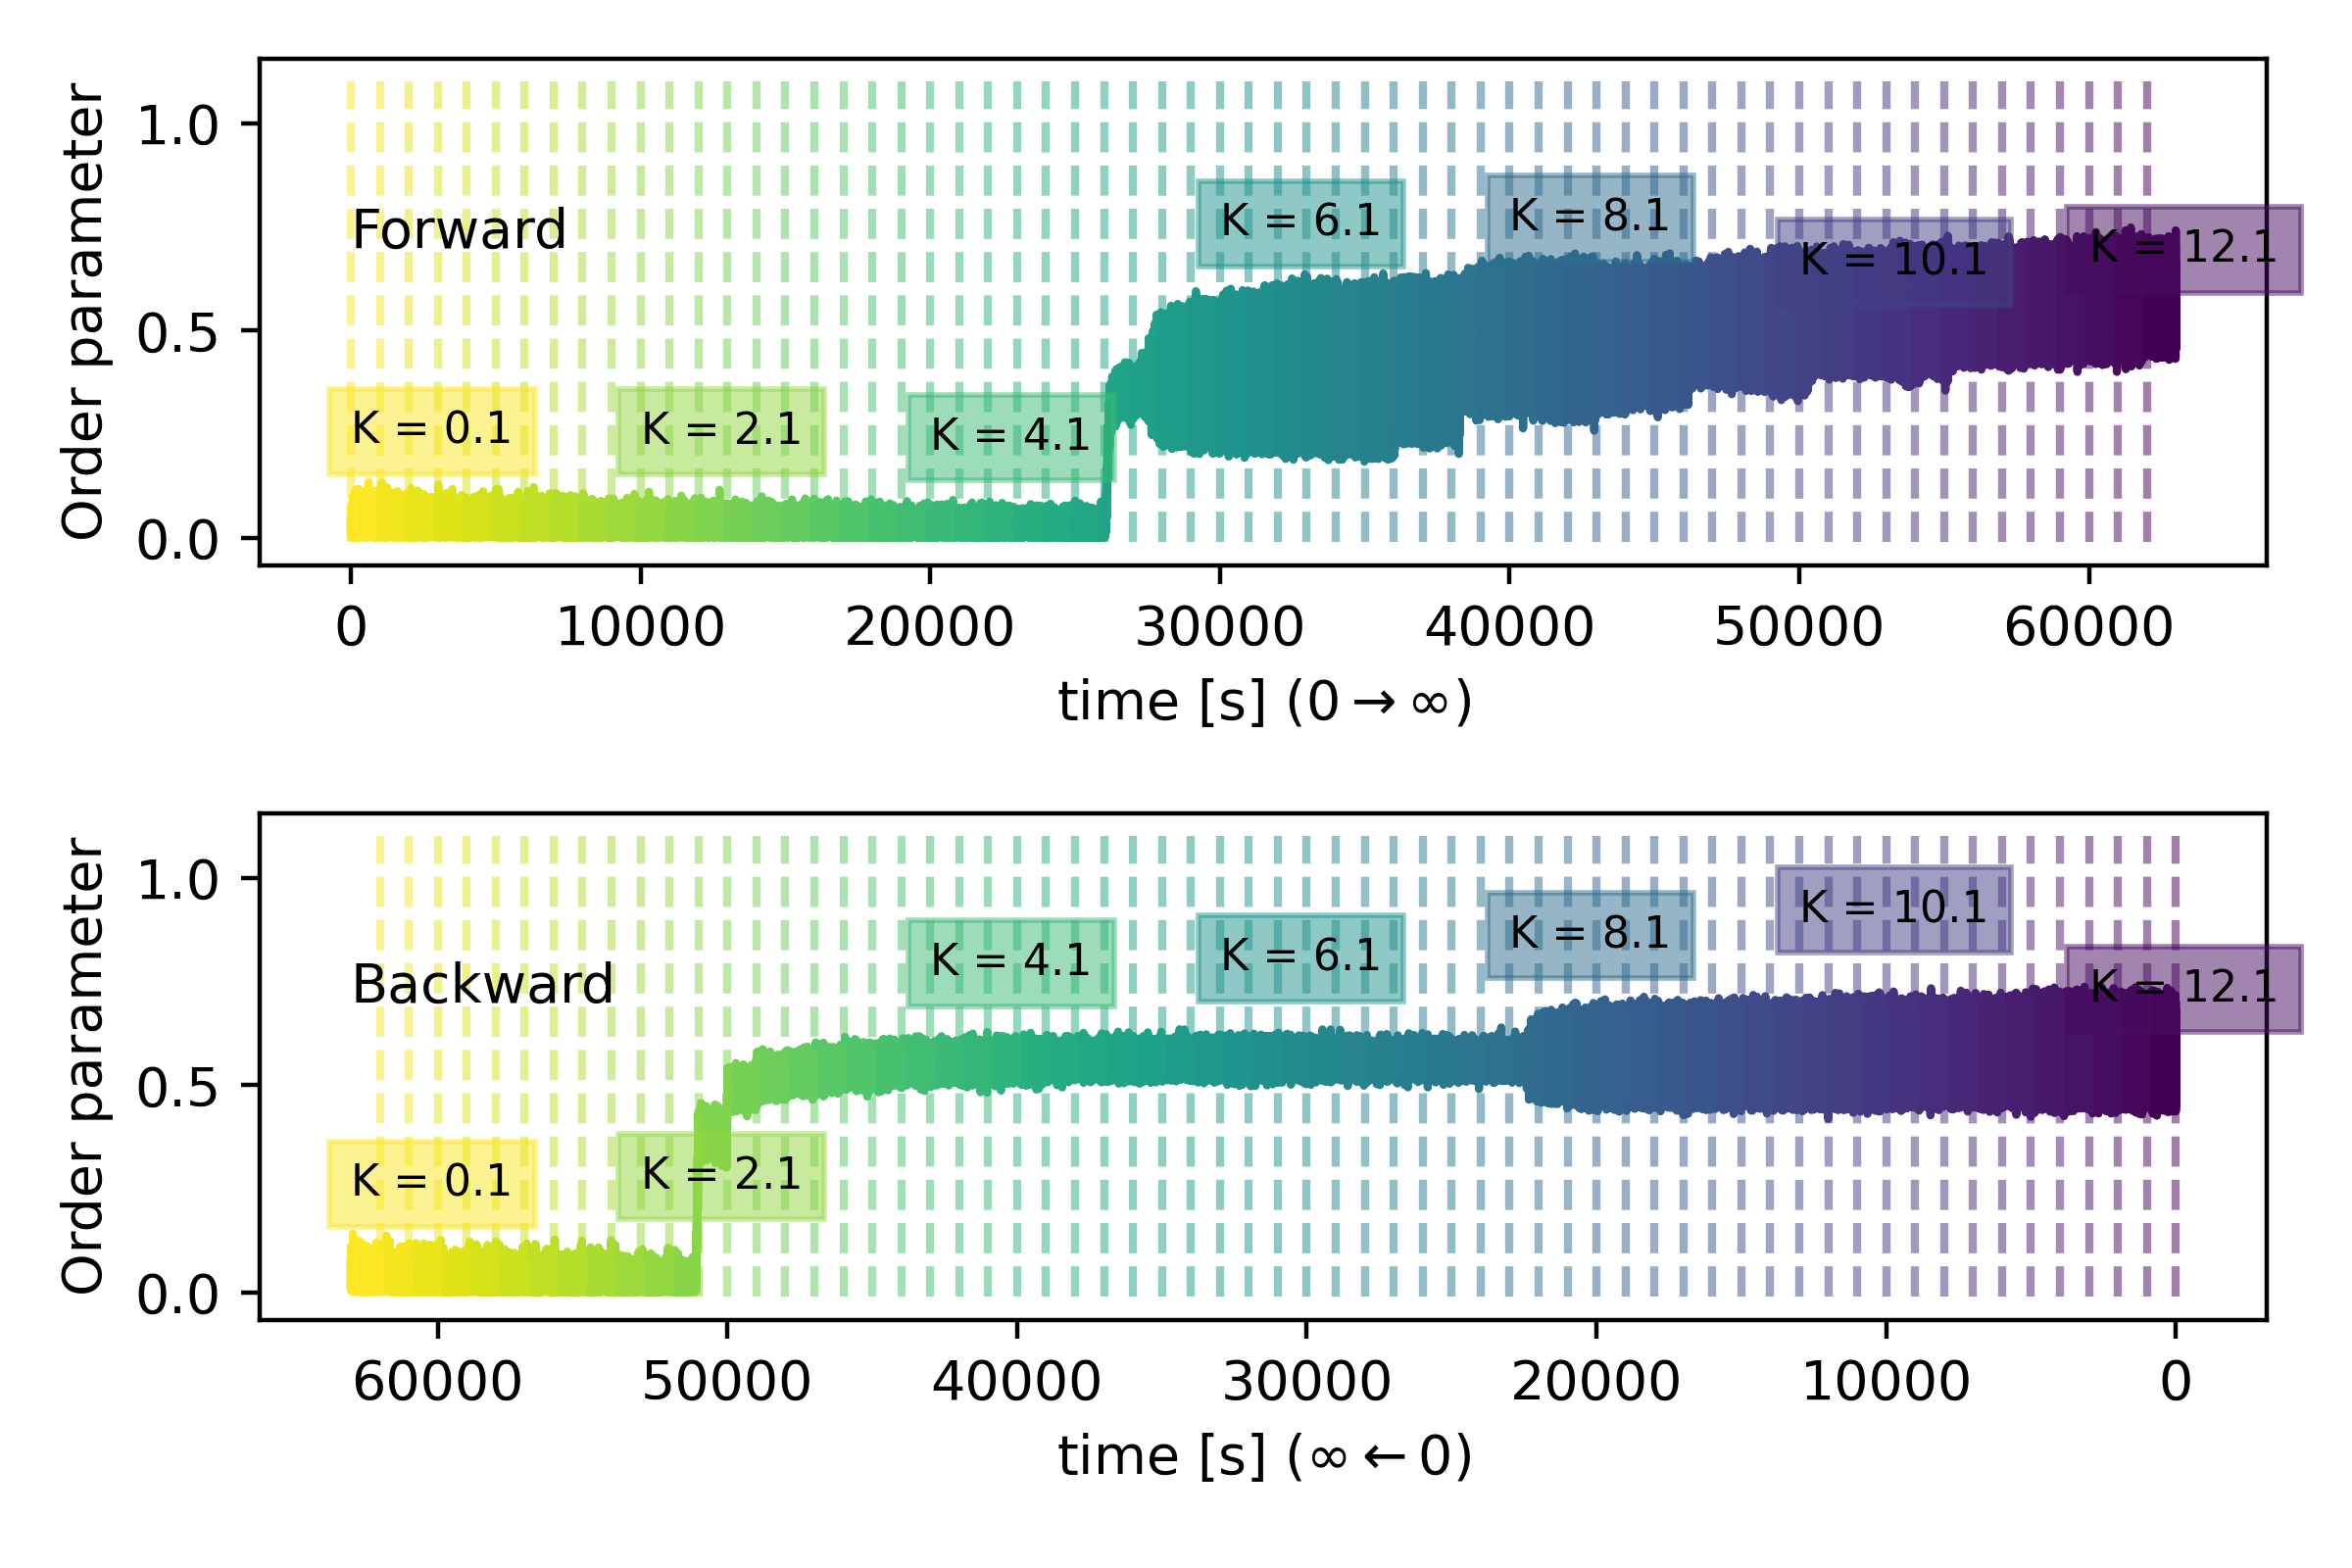 Order parameter
1.0
0.5
0.0
Forward
K = 0.1
K = 2.1
K = 4.1
K = 6.1
K = 8.1
K = 10.1
K = 12.1
0 10000 20000 30000 40000 50000 60000
time [s] (0 → ∞)
Order parameter
1.0
0.5
0.0
Backward
K = 0.1
K = 2.1
K = 4.1
K = 6.1
K = 8.1
K = 10.1
K = 12.1
60000 50000 40000 30000 20000 10000 0
time [s] (∞ ← 0)